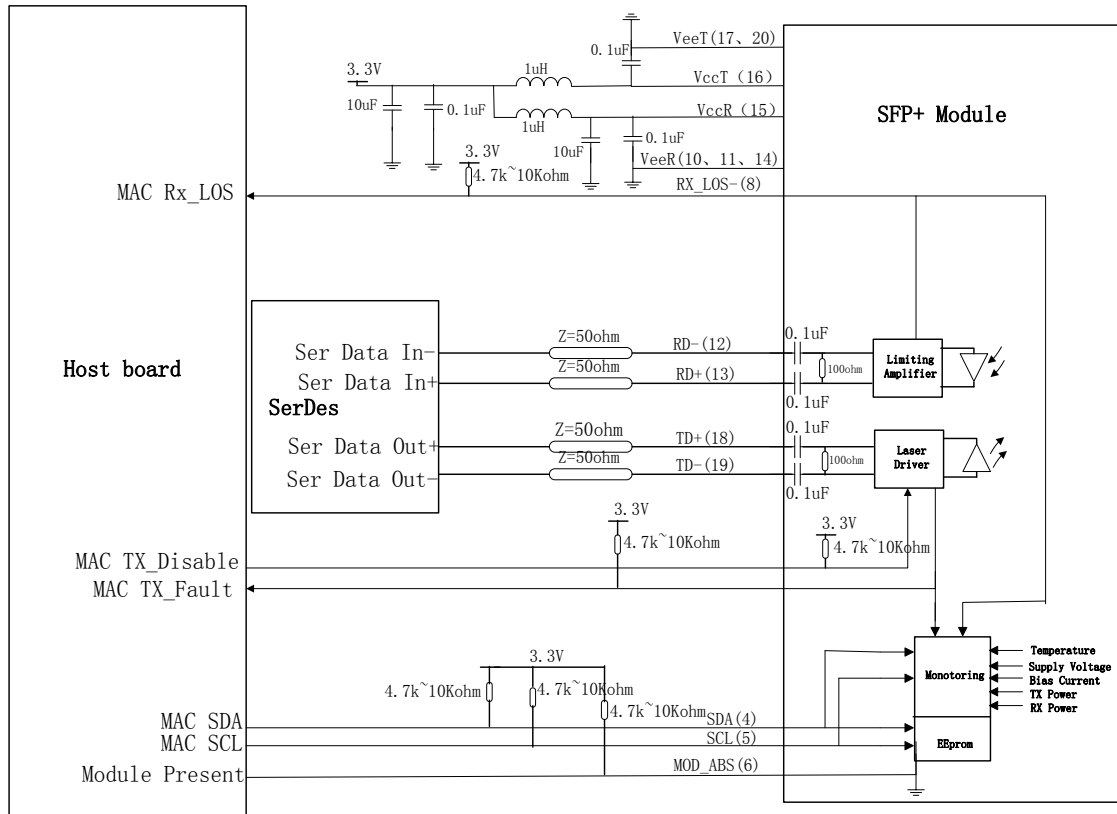 VeeT(17、20)
0.1uF
1uH
3.3V
VccT (16)
10uF
0.1uF
VccR (15)
1uH
10uF
0.1uF
SFP+ Module
3.3V
VeeR(10、11、14)
4.7k~10Kohm
RX_LOS-(8)
MAC Rx_LOS
0.1uF
Z=50ohm
RD-(12)
Ser Data In-
Z=50ohm
100ohm
Limiting
Amplifier
Host board
Ser Data In+
RD+(13)
0.1uF
SerDes
0.1uF
Z=50ohm
TD+(18)
Ser Data Out+
Z=50ohm
100ohm
Laser
Driver
Ser Data Out-
TD-(19)
0.1uF
3.3V
3.3V
4.7k~10Kohm
4.7k~10Kohm
MAC TX_Disable
MAC TX_Fault
3.3V
Temperature
Supply Voltage
Monotoring
Bias Current
4.7k~10Kohm
4.7k~10Kohm
TX Power
4.7k~10Kohm
RX Power
MAC SDA
SDA(4)
MAC SCL
SCL(5)
EEprom
Module Present
MOD_ABS(6)